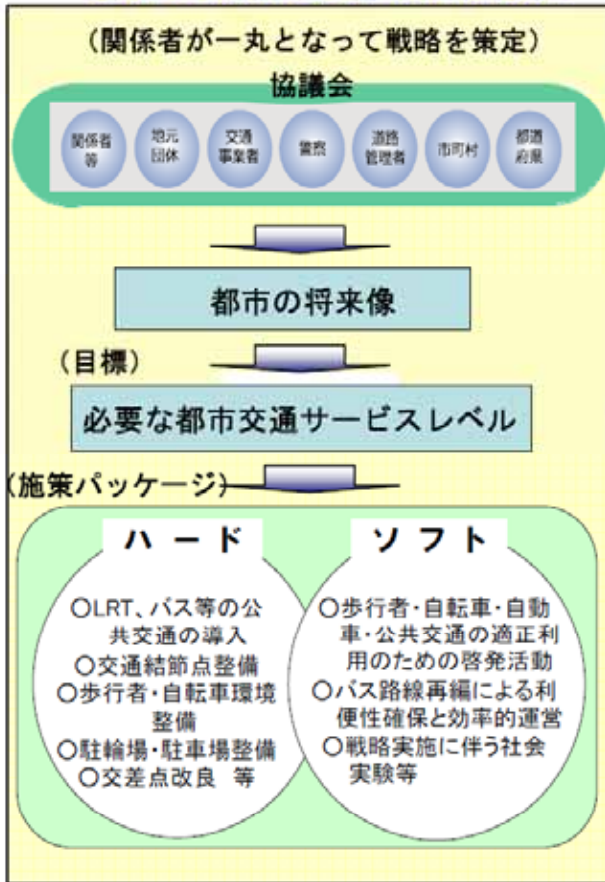 （関係者が一丸となって戦略を策定）
協議会
関係者
等
地元
団体
交通
事業者
警察
道路
管理者
市町村
都道
府県
都市の将来像
（目標）
必要な都市交通サービスレベル
（施策パッケージ）
ハード
○LRT、バス等の公
共交通の導入
○交通結節点整備
○歩行者・自転車環境
整備
○駐輪場・駐車場整備
○交差点改良 等
ソフト
○歩行者・自転車・自動
車・公共交通の適正利
用のための啓発活動
○バス路線再編による利
便性確保と効率的運営
○戦略実施に伴う社会
実験等